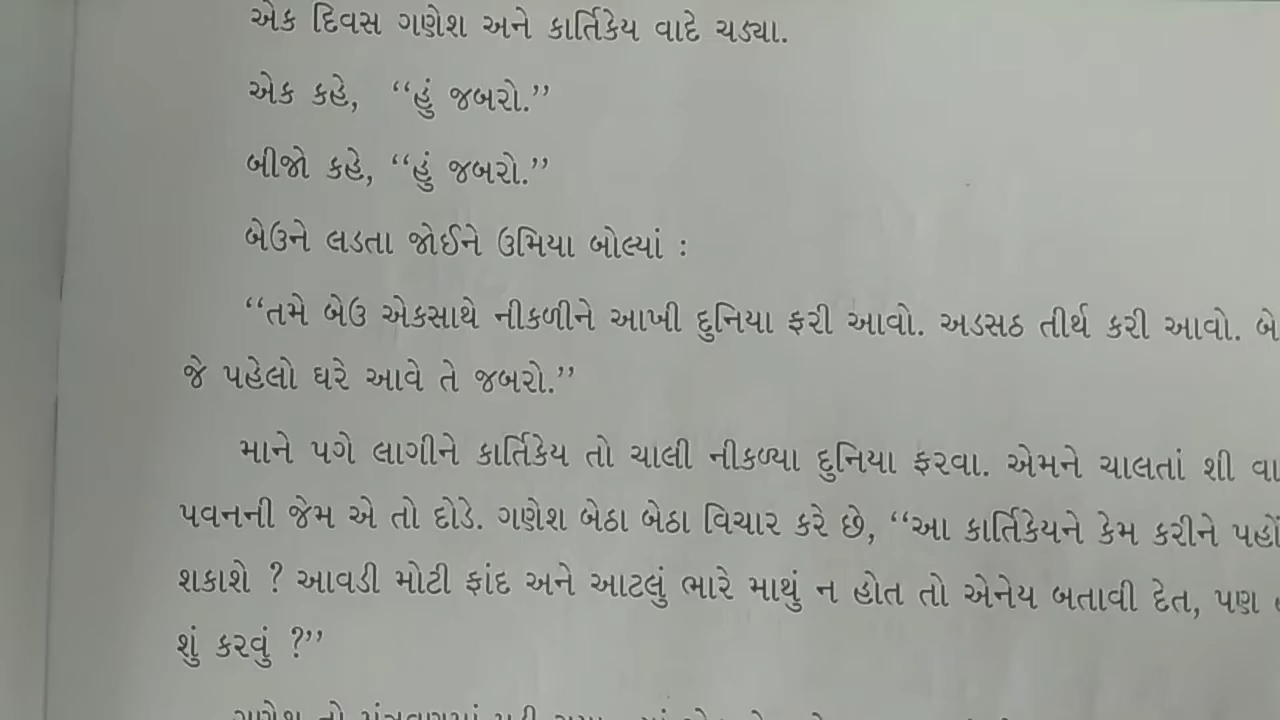 એક દિવસ ગણેશ અને કાર્તિકેય વાદે ચડ્યા.
એક કહે, “હું જબરો.”
બીજો કહે, “હું જબરો.”
બેઉને લડતા જોઈને ઉમિયા બોલ્યાં :
“તમે બેઉ એકસાથે નીકળીને આખી દુનિયા ફરી આવો. અડસઠ તીર્થ કરી આવો. બે
જે પહેલો ઘરે આવે તે જબરો.”
માને પગે લાગીને કાર્તિકેય તો ચાલી નીકળ્યા દુનિયા ફરવા. એમને ચાલતાં શી વા
પવનની જેમ એ તો દોડે. ગણેશ બેઠા બેઠા વિચાર કરે છે, “આ કાર્તિકેયને કેમ કરીને
શકાશે ? આવડી મોટી ફાંદ અને આટલું ભારે માથું ન હોત તો એનેય બતાવી દેત, પણ
શું કરવું ?”